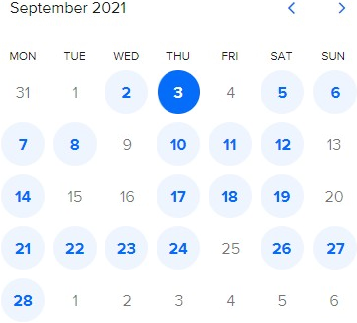 September 2021
MON TUE WED THU FRI SAT SUN
31 1 2 3 4 5 6
7 8 9 10 11 12 13
14 15 16 17 18 19 20
21 22 23 24 25 26 27
28 1 2 3 4 5 6